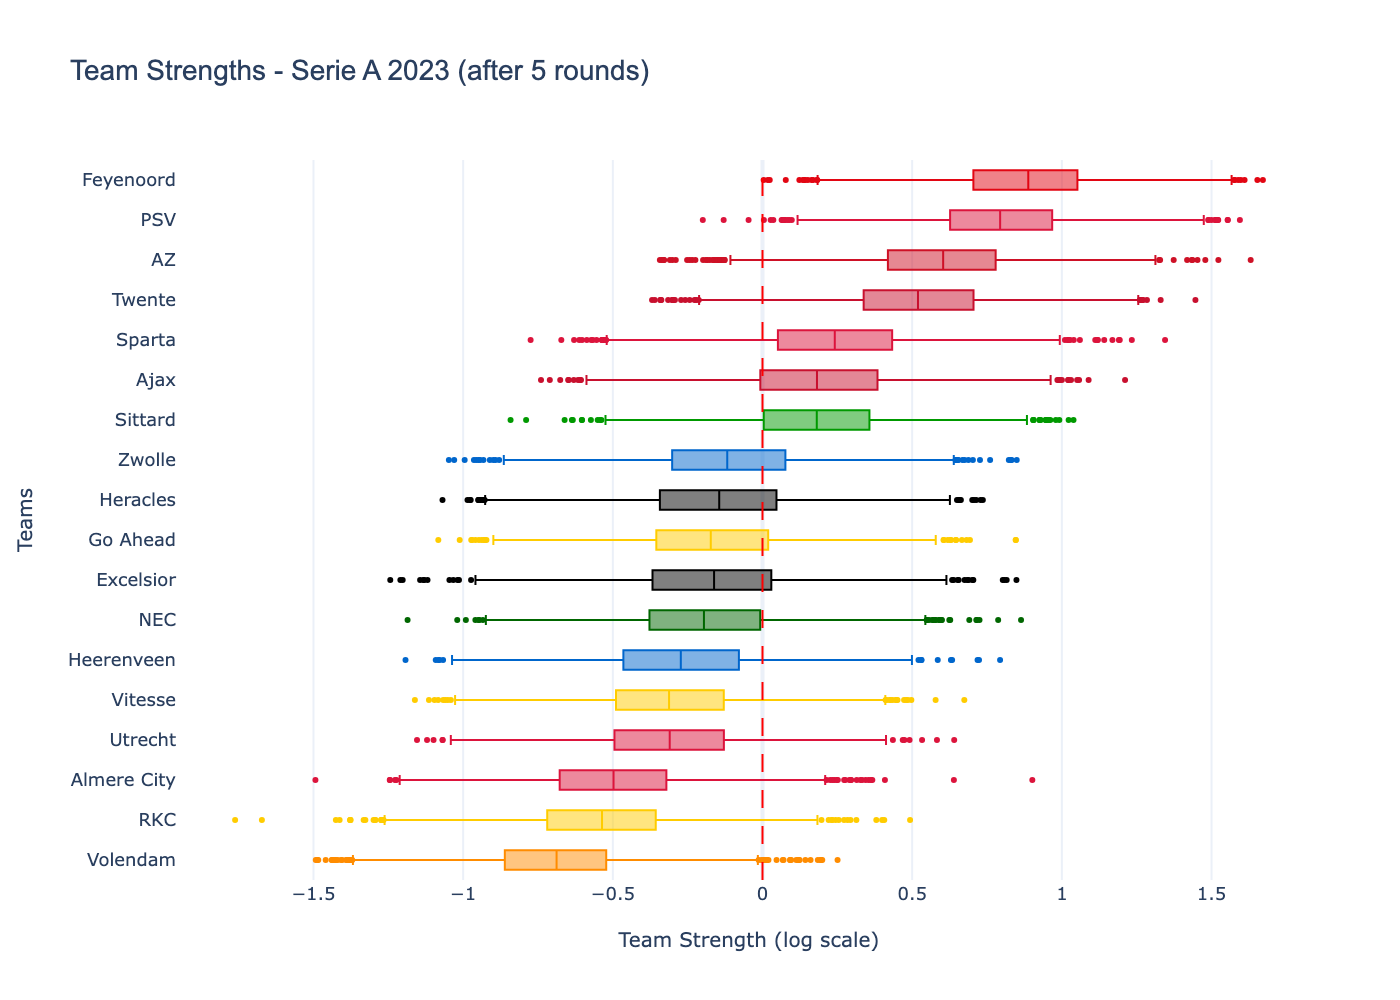 Team Strengths - Serie A 2023 (after 5 rounds)
Feyenoord
PSV
AZ
Twente
Sparta
Ajax
Sittard
Zwolle
Heracles
Go Ahead
Excelsior
NEC
Heerenveen
Vitesse
Utrecht
Almere City
RKC
Volendam
Teams
−1.5 −1 −0.5 0 0.5 1 1.5
Team Strength (log scale)